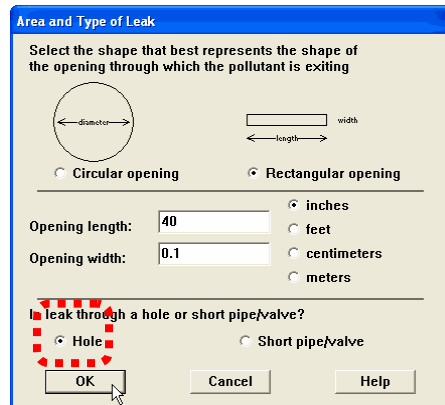 Area and Type of Leak
Select the shape that best represents the shape of
the opening through which the pollutant is exiting
diameter
width
length
Circular opening
Rectangular opening
Opening length:
40
Opening width:
0.1
inches
feet
centimeters
meters
Is leak through a hole or short pipe/valve?
Hole
Short pipe/valve
OK
Cancel
Help